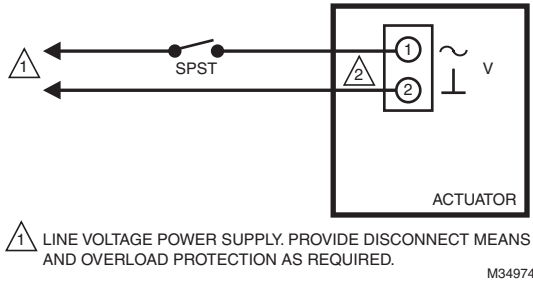 1
SPST
2
1
2
V
ACTUATOR
1 LINE VOLTAGE POWER SUPPLY. PROVIDE DISCONNECT MEANS
AND OVERLOAD PROTECTION AS REQUIRED.
M34974